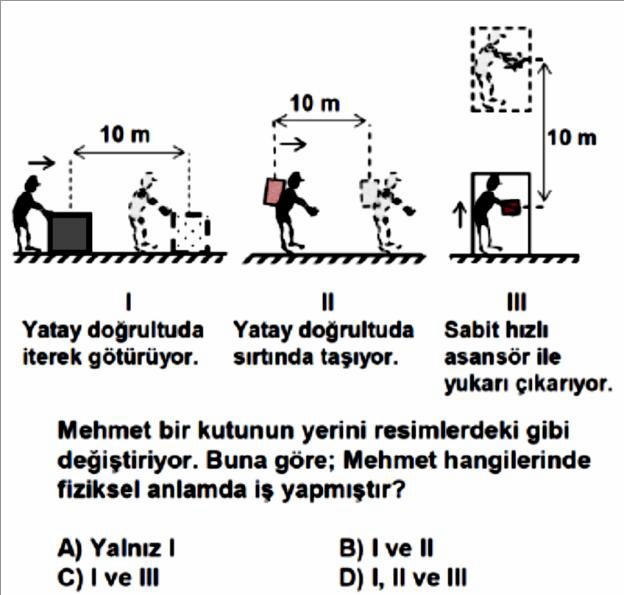 10 m
10 m
10 m
I
Yatay doğrultuda
iterek götürüyor.
II
Yatay doğrultuda
sırtında taşıyor.
III
Sabit hızlı
asansör ile
yukarı çıkarıyor.
Mehmet bir kutunun yerini resimlerdeki gibi
değiştiriyor. Buna göre; Mehmet hangilerinde
fiziksel anlamda iş yapmıştır?
A) Yalnız I
B) I ve II
C) I ve III
D) I, II ve III